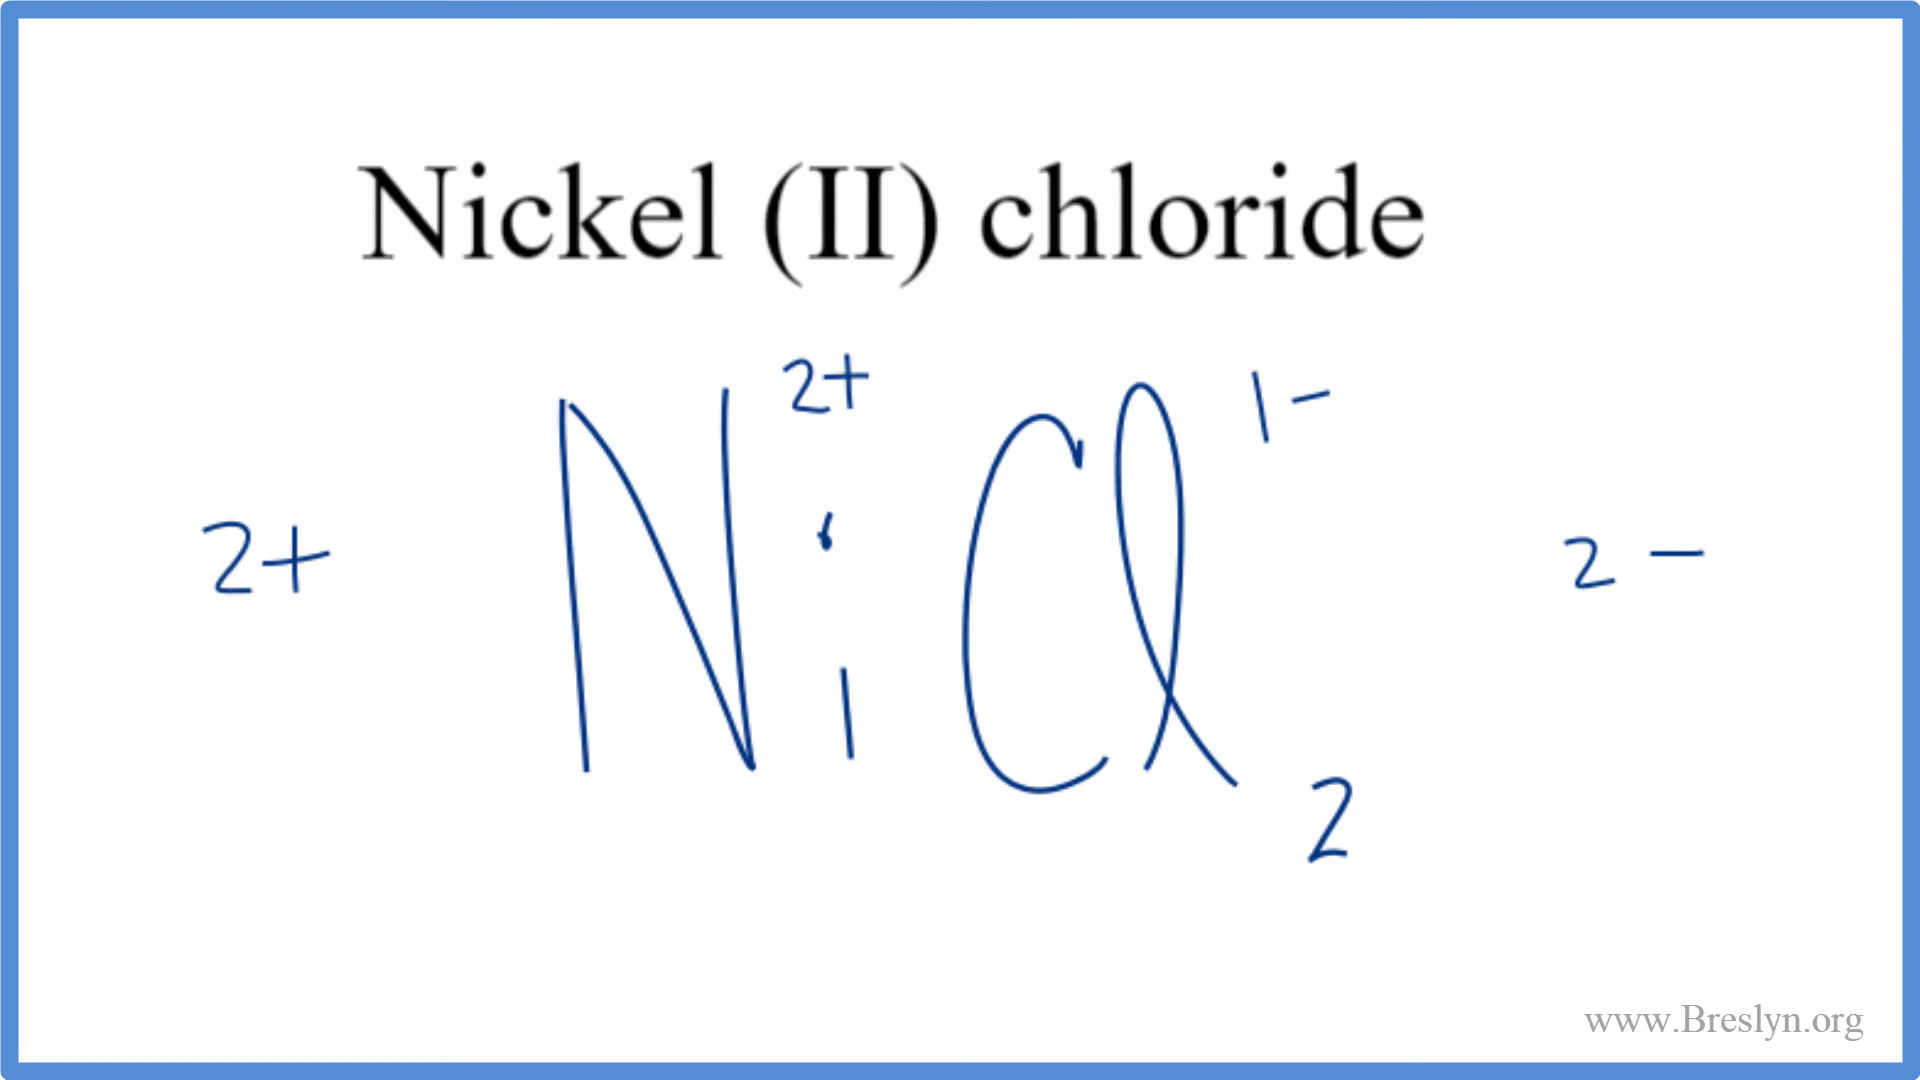 Nickel (II) chloride
2+ 1-
2+ NiCl 2 -
2
www.Breslyn.org